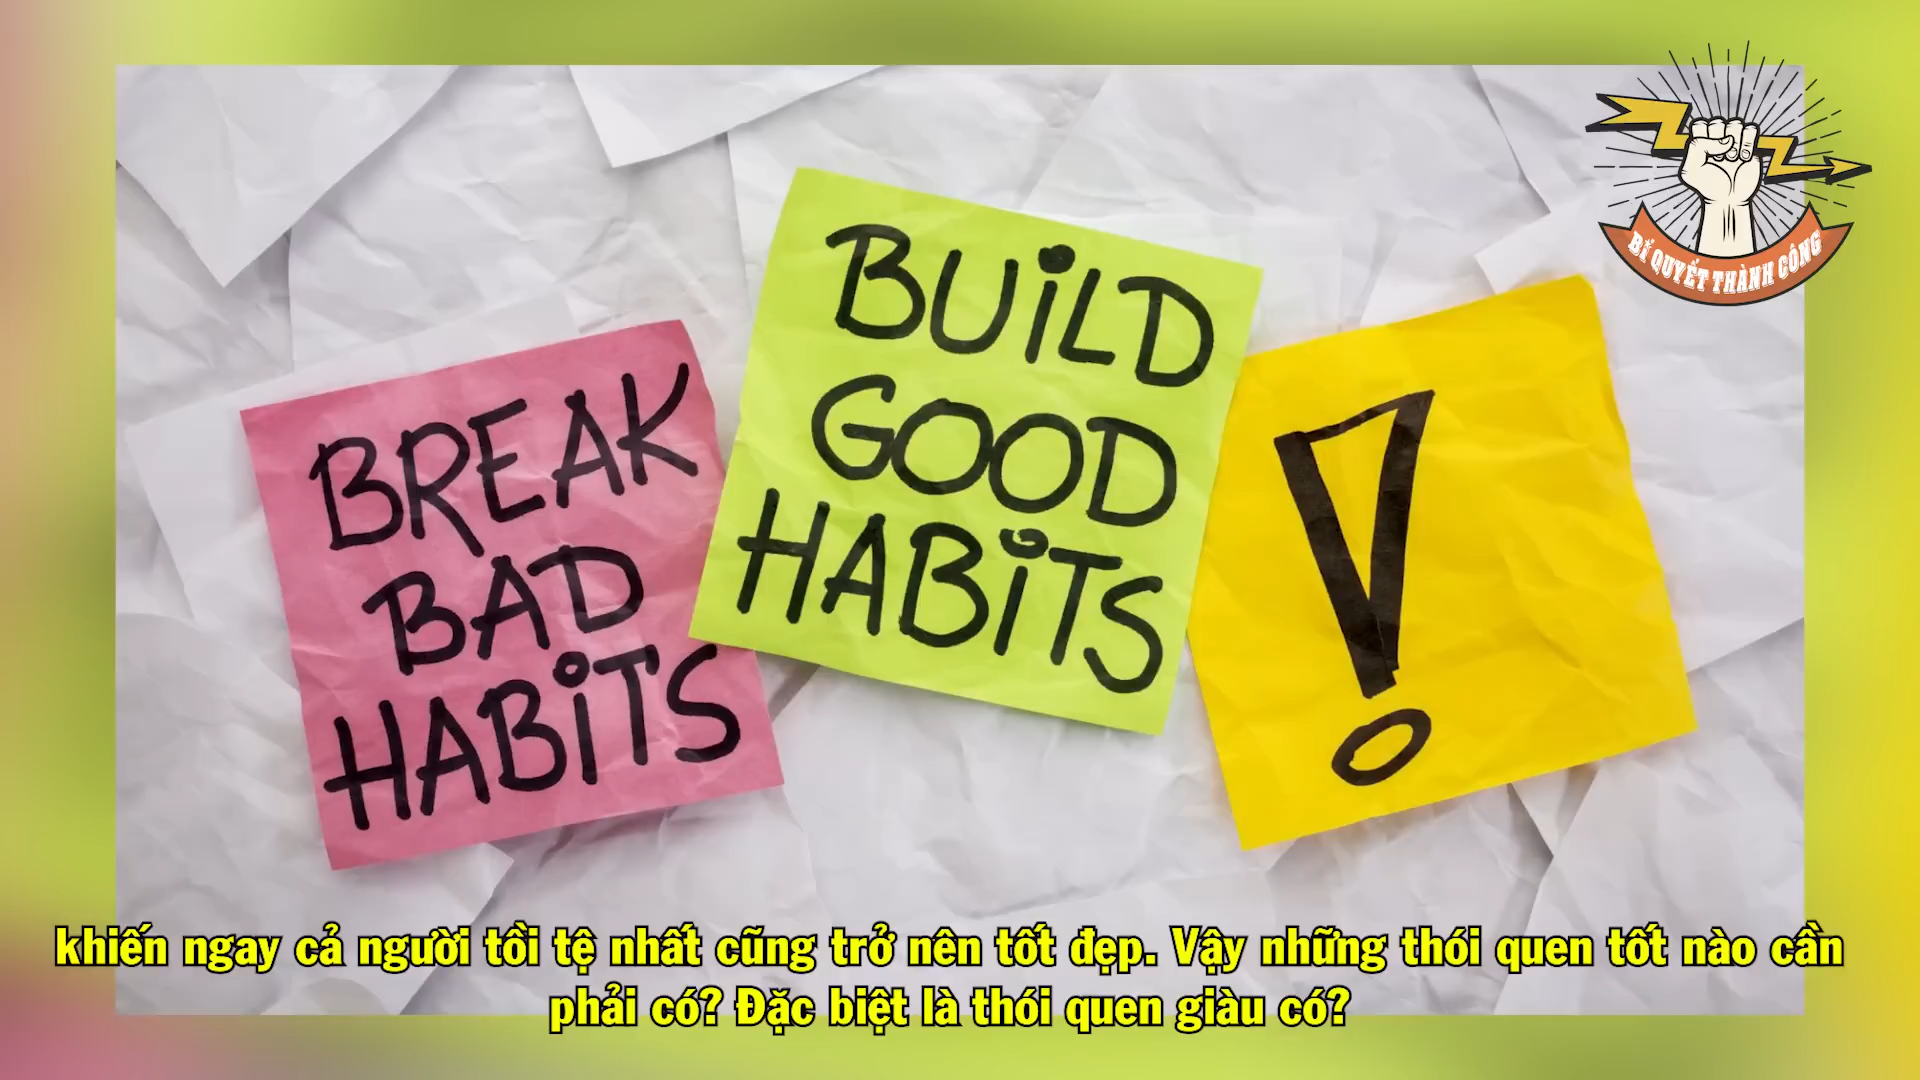 BREAK
BAD
HABiTS
BUiLD
GOOD
HABiTS
!
BÍ QUYẾT THÀNH CÔNG
khiến ngay cả người tồi tệ nhất cũng trở nên tốt đẹp. Vậy những thói quen tốt nào cần
phải có? Đặc biệt là thói quen giàu có?